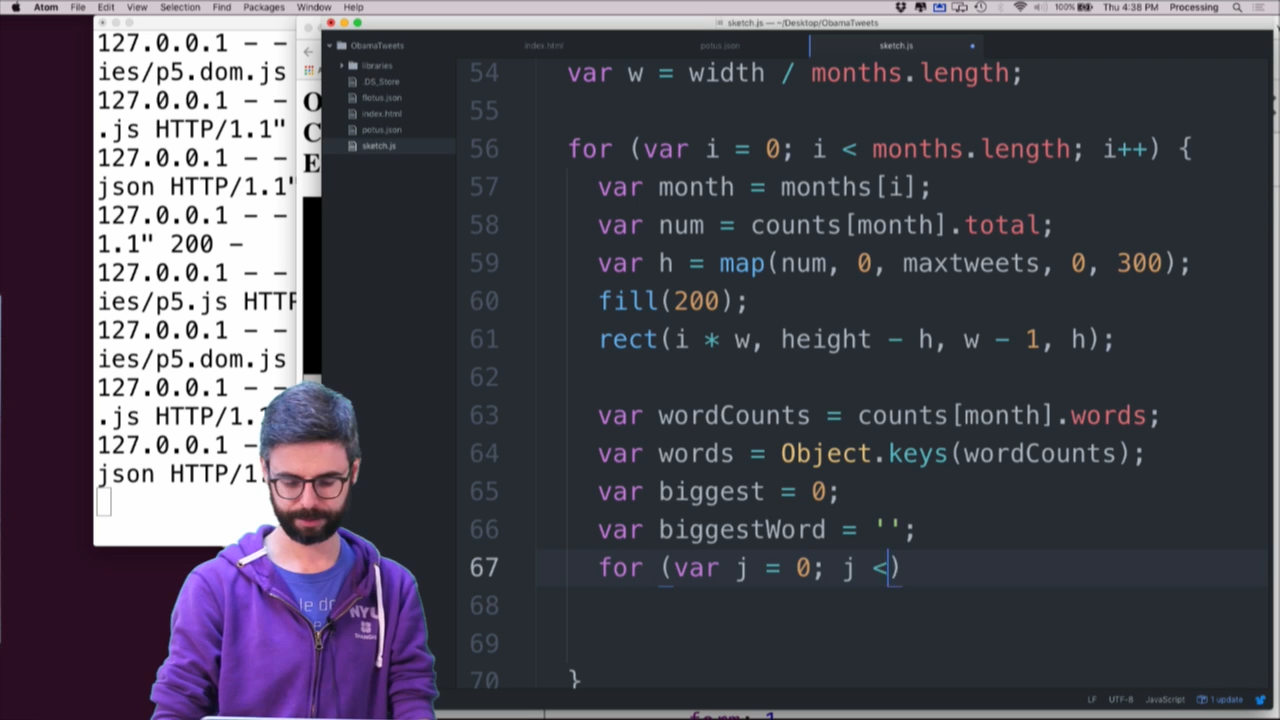 Atom File Edit View Selection Find Packages Window Help
100% Thu 4:38 PM Processing
sketch.js — ~/Desktop/ObamaTweets
ObamaTweets
libraries
.DS_Store
flotus.json
index.html
potus.json
sketch.js
index.html potus.json sketch.js
127.0.0.1 - -
ies/p5.dom.js
127.0.0.1 - -
.js HTTP/1.1"
127.0.0.1 - -
json HTTP/1.1"
127.0.0.1 - -
1.1" 200 -
127.0.0.1 - -
ies/p5.js HTTP
127.0.0.1 - -
ies/p5.dom.js
127.0.0.1 - -
.js HTTP/1.
127.0.0.1 -
json HTTP/1.
O
C
E
54 var w = width / months.length;
55
56 for (var i = 0; i < months.length; i++) {
57 var month = months[i];
58 var num = counts[month].total;
59 var h = map(num, 0, maxtweets, 0, 300);
60 fill(200);
61 rect(i * w, height - h, w - 1, h);
62
63 var wordCounts = counts[month].words;
64 var words = Object.keys(wordCounts);
65 var biggest = 0;
66 var biggestWord = '';
67 for (var j = 0; j <)
68
69
70 }
LF UTF-8 JavaScript 1 update
NYU